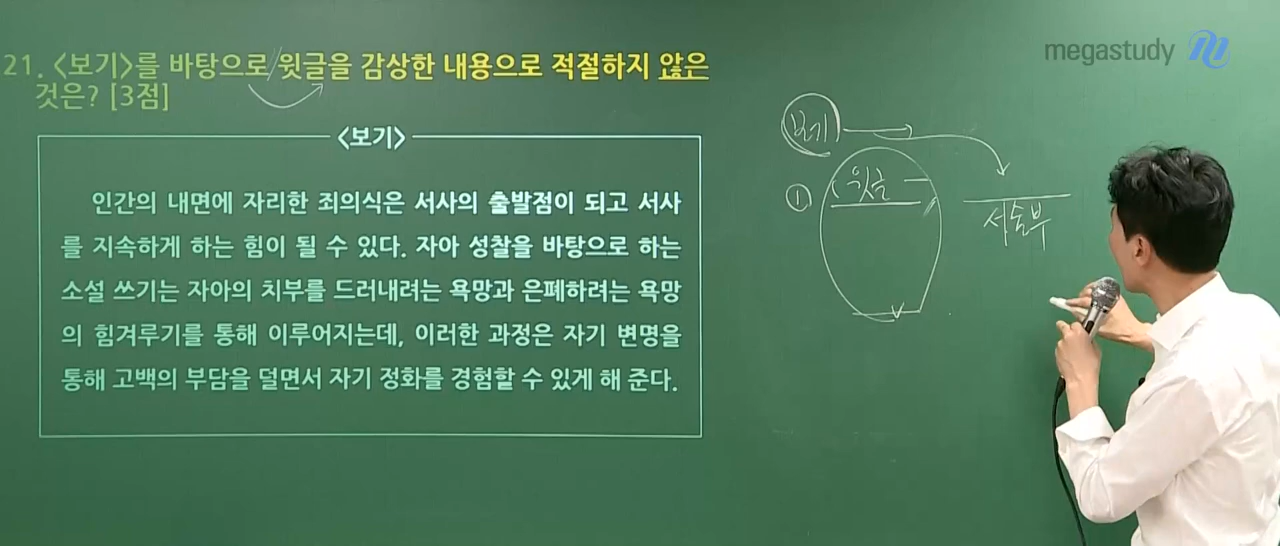 megastudy
21. <보기>를 바탕으로 윗글을 감상한 내용으로 적절하지 않은
것은? [3점]
<보기>
인간의 내면에 자리한 죄의식은 서사의 출발점이 되고 서사
를 지속하게 하는 힘이 될 수 있다. 자아 성찰을 바탕으로 하는
소설 쓰기는 자아의 치부를 드러내려는 욕망과 은폐하려는 욕망
의 힘겨루기를 통해 이루어지는데, 이러한 과정은 자기 변명을
통해 고백의 부담을 덜면서 자기 정화를 경험할 수 있게 해 준다.
보기
① 윗글
서술부